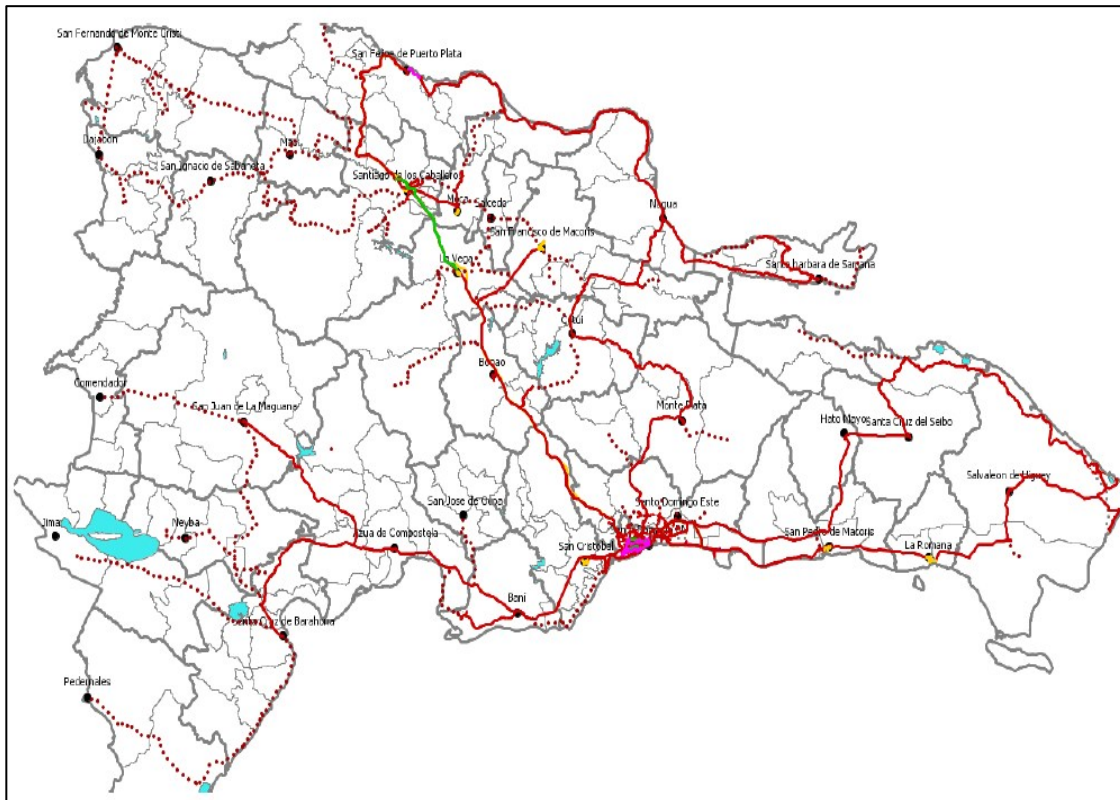 San Fernando de Monte Cristi
San Felipe de Puerto Plata
Dajabón
Mao
San Ignacio de Sabaneta
Santiago de los Caballeros
Moca
Salcedo
Nagua
San Francisco de Macoris
La Vega
Santa Barbara de Samana
Cotuí
Bonao
Comendador
San Juan de La Maguana
Monte Plata
Hato Mayor
Santa Cruz del Seibo
Salvaleon de Higuey
San Jose de Ocoa
Santo Domingo Este
Jimaní
Neyba
Azua de Compostela
San Cristobal
San Pedro de Macoris
La Romana
Bani
Santa Cruz de Barahona
Pedernales